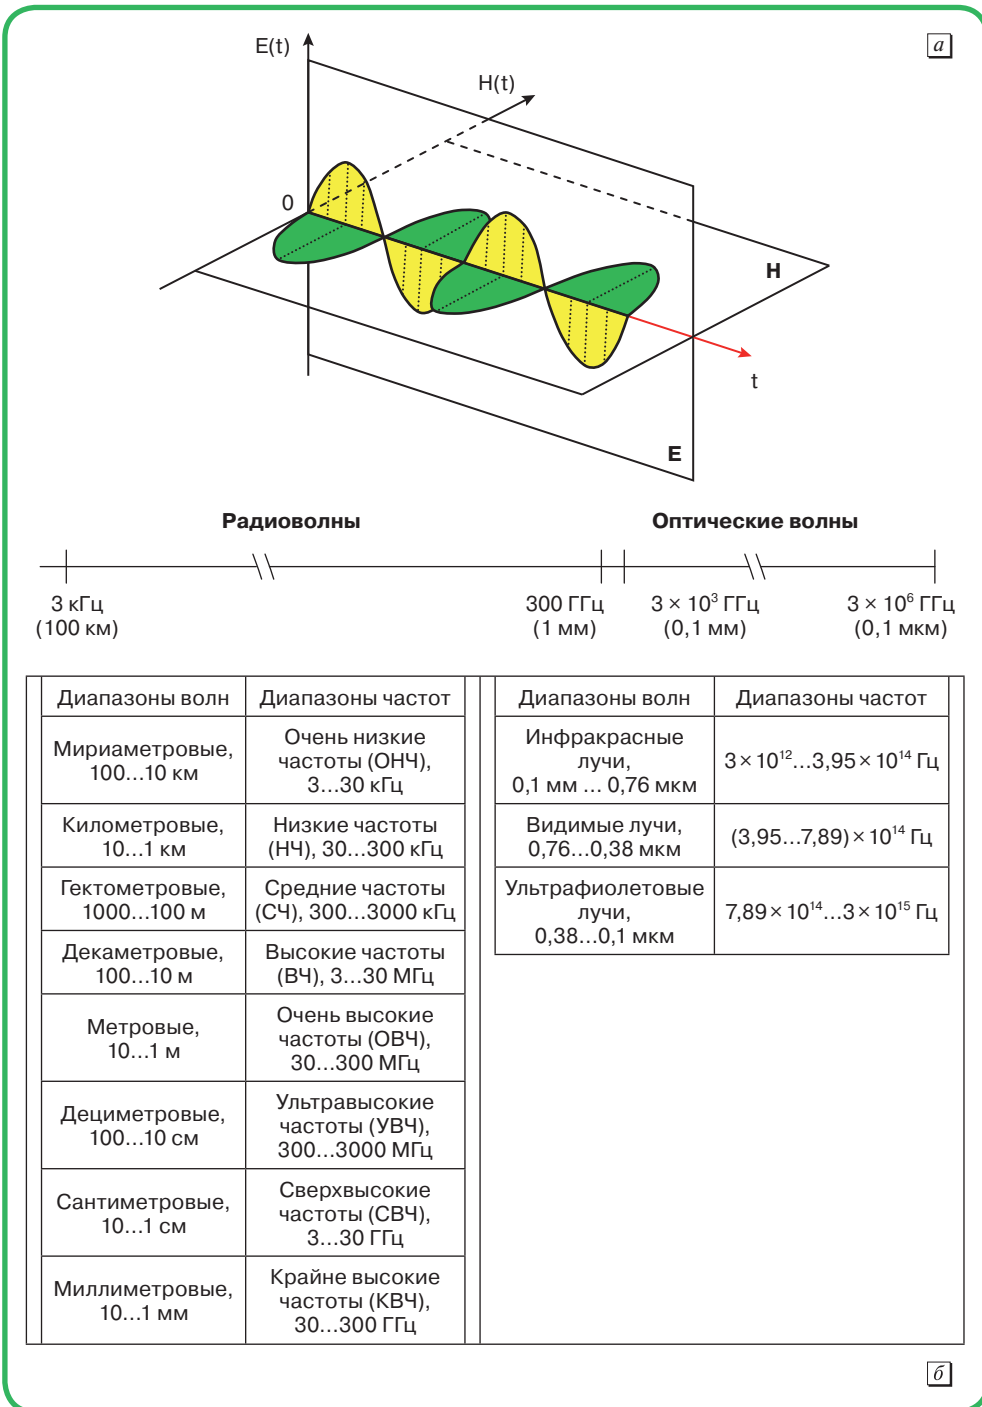 E(t)
а
H(t)
0
H
t
E
Радиоволны
Оптические волны
3 кГц
(100 км)
300 ГГц
(1 мм)
3 × 10³ ГГц
(0,1 мм)
3 × 10⁶ ГГц
(0,1 мкм)
Диапазоны волн
Диапазоны частот
Мириаметровые,
100...10 км
Очень низкие
частоты (ОНЧ),
3...30 кГц
Километровые,
10...1 км
Низкие частоты
(НЧ), 30...300 кГц
Гектометровые,
1000...100 м
Средние частоты
(СЧ), 300...3000 кГц
Декаметровые,
100...10 м
Высокие частоты
(ВЧ), 3...30 МГц
Метровые,
10...1 м
Очень высокие
частоты (ОВЧ),
30...300 МГц
Дециметровые,
100...10 см
Ультравысокие
частоты (УВЧ),
300...3000 МГц
Сантиметровые,
10...1 см
Сверхвысокие
частоты (СВЧ),
3...30 ГГц
Миллиметровые,
10...1 мм
Крайне высокие
частоты (КВЧ),
30...300 ГГц
Диапазоны волн
Диапазоны частот
Инфракрасные
лучи,
0,1 мм ... 0,76 мкм
3 × 10¹²...3,95 × 10¹⁴ Гц
Видимые лучи,
0,76...0,38 мкм
(3,95...7,89) × 10¹⁴ Гц
Ультрафиолетовые
лучи,
0,38...0,1 мкм
7,89 × 10¹⁴...3 × 10¹⁵ Гц
б